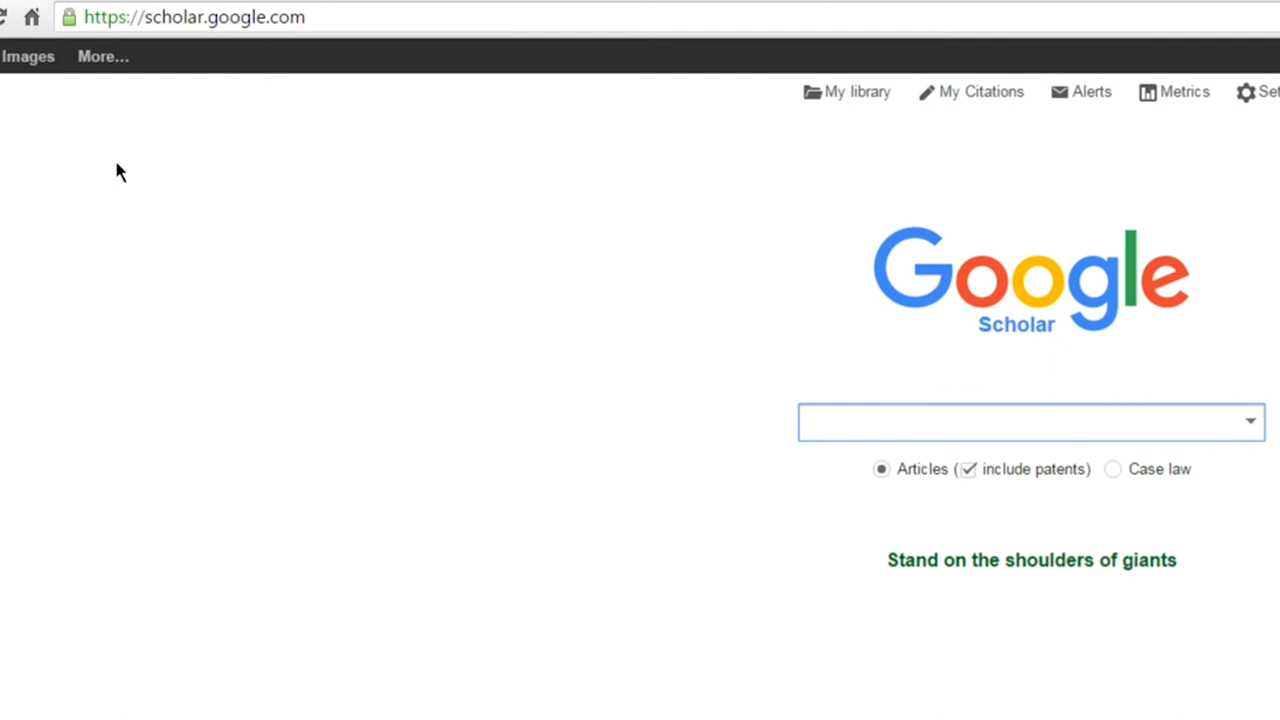 https://scholar.google.com
Images More...
My library My Citations Alerts Metrics
Google
Scholar
Articles (include patents) Case law
Stand on the shoulders of giants